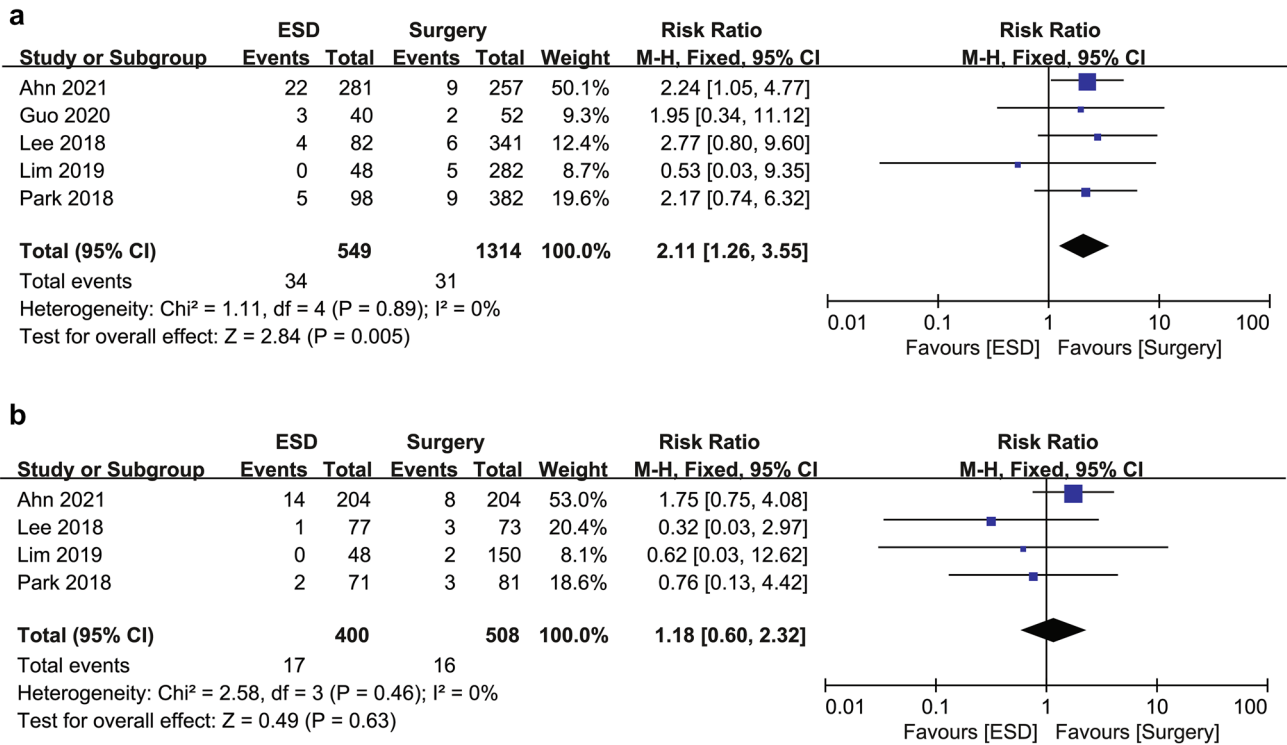 a
ESD Surgery Risk Ratio Risk Ratio
Study or Subgroup Events Total Events Total Weight M-H, Fixed, 95% CI M-H, Fixed, 95% CI
Ahn 2021 22 281 9 257 50.1% 2.24 [1.05, 4.77]
Guo 2020 3 40 2 52 9.3% 1.95 [0.34, 11.12]
Lee 2018 4 82 6 341 12.4% 2.77 [0.80, 9.60]
Lim 2019 0 48 5 282 8.7% 0.53 [0.03, 9.35]
Park 2018 5 98 9 382 19.6% 2.17 [0.74, 6.32]
Total (95% CI) 549 1314 100.0% 2.11 [1.26, 3.55]
Total events 34 31
Heterogeneity: Chi² = 1.11, df = 4 (P = 0.89); I² = 0%
Test for overall effect: Z = 2.84 (P = 0.005)
0.01 0.1 1 10 100
Favours [ESD] Favours [Surgery]
b
ESD Surgery Risk Ratio Risk Ratio
Study or Subgroup Events Total Events Total Weight M-H, Fixed, 95% CI M-H, Fixed, 95% CI
Ahn 2021 14 204 8 204 53.0% 1.75 [0.75, 4.08]
Lee 2018 1 77 3 73 20.4% 0.32 [0.03, 2.97]
Lim 2019 0 48 2 150 8.1% 0.62 [0.03, 12.62]
Park 2018 2 71 3 81 18.6% 0.76 [0.13, 4.42]
Total (95% CI) 400 508 100.0% 1.18 [0.60, 2.32]
Total events 17 16
Heterogeneity: Chi² = 2.58, df = 3 (P = 0.46); I² = 0%
Test for overall effect: Z = 0.49 (P = 0.63)
0.01 0.1 1 10 100
Favours [ESD] Favours [Surgery]